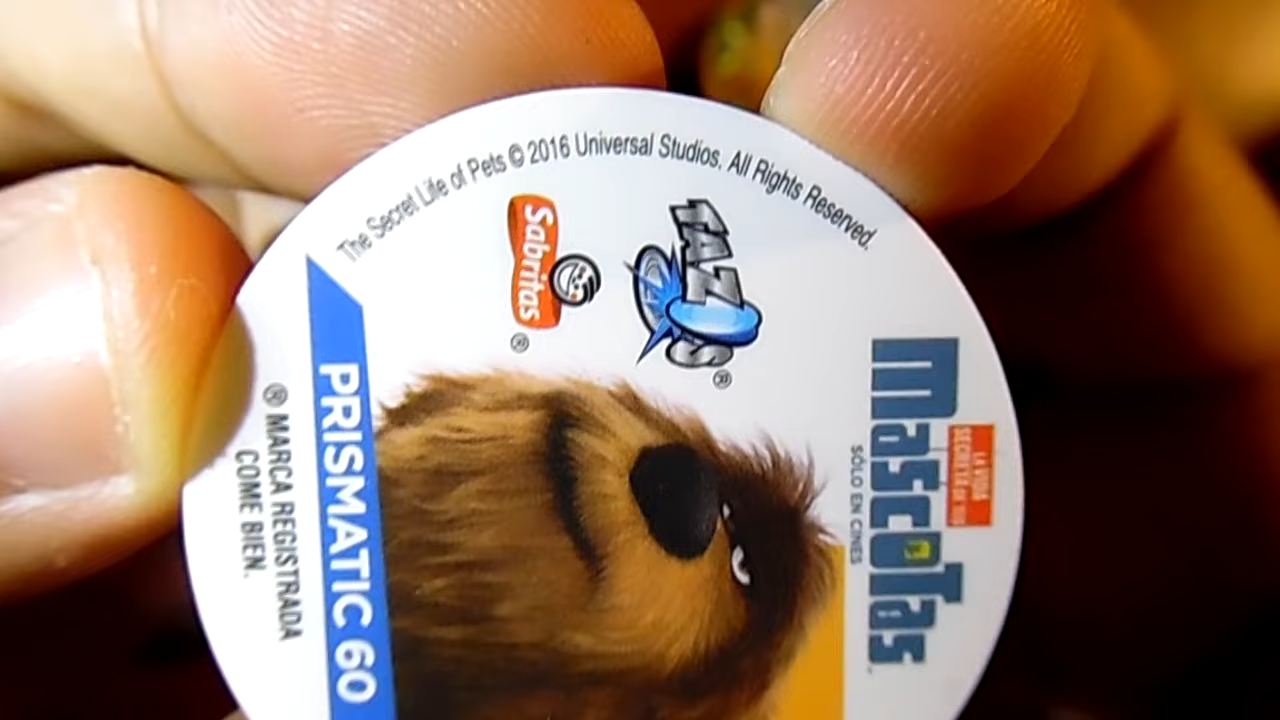 The Secret Life of Pets © 2016 Universal Studios. All Rights Reserved.
LA VIDA
SECRETA DE TUS
mascoTas
SÓLO EN CINES
TAZOS®
Sabritas®
PRISMATIC 60
® MARCA REGISTRADA
COME BIEN.